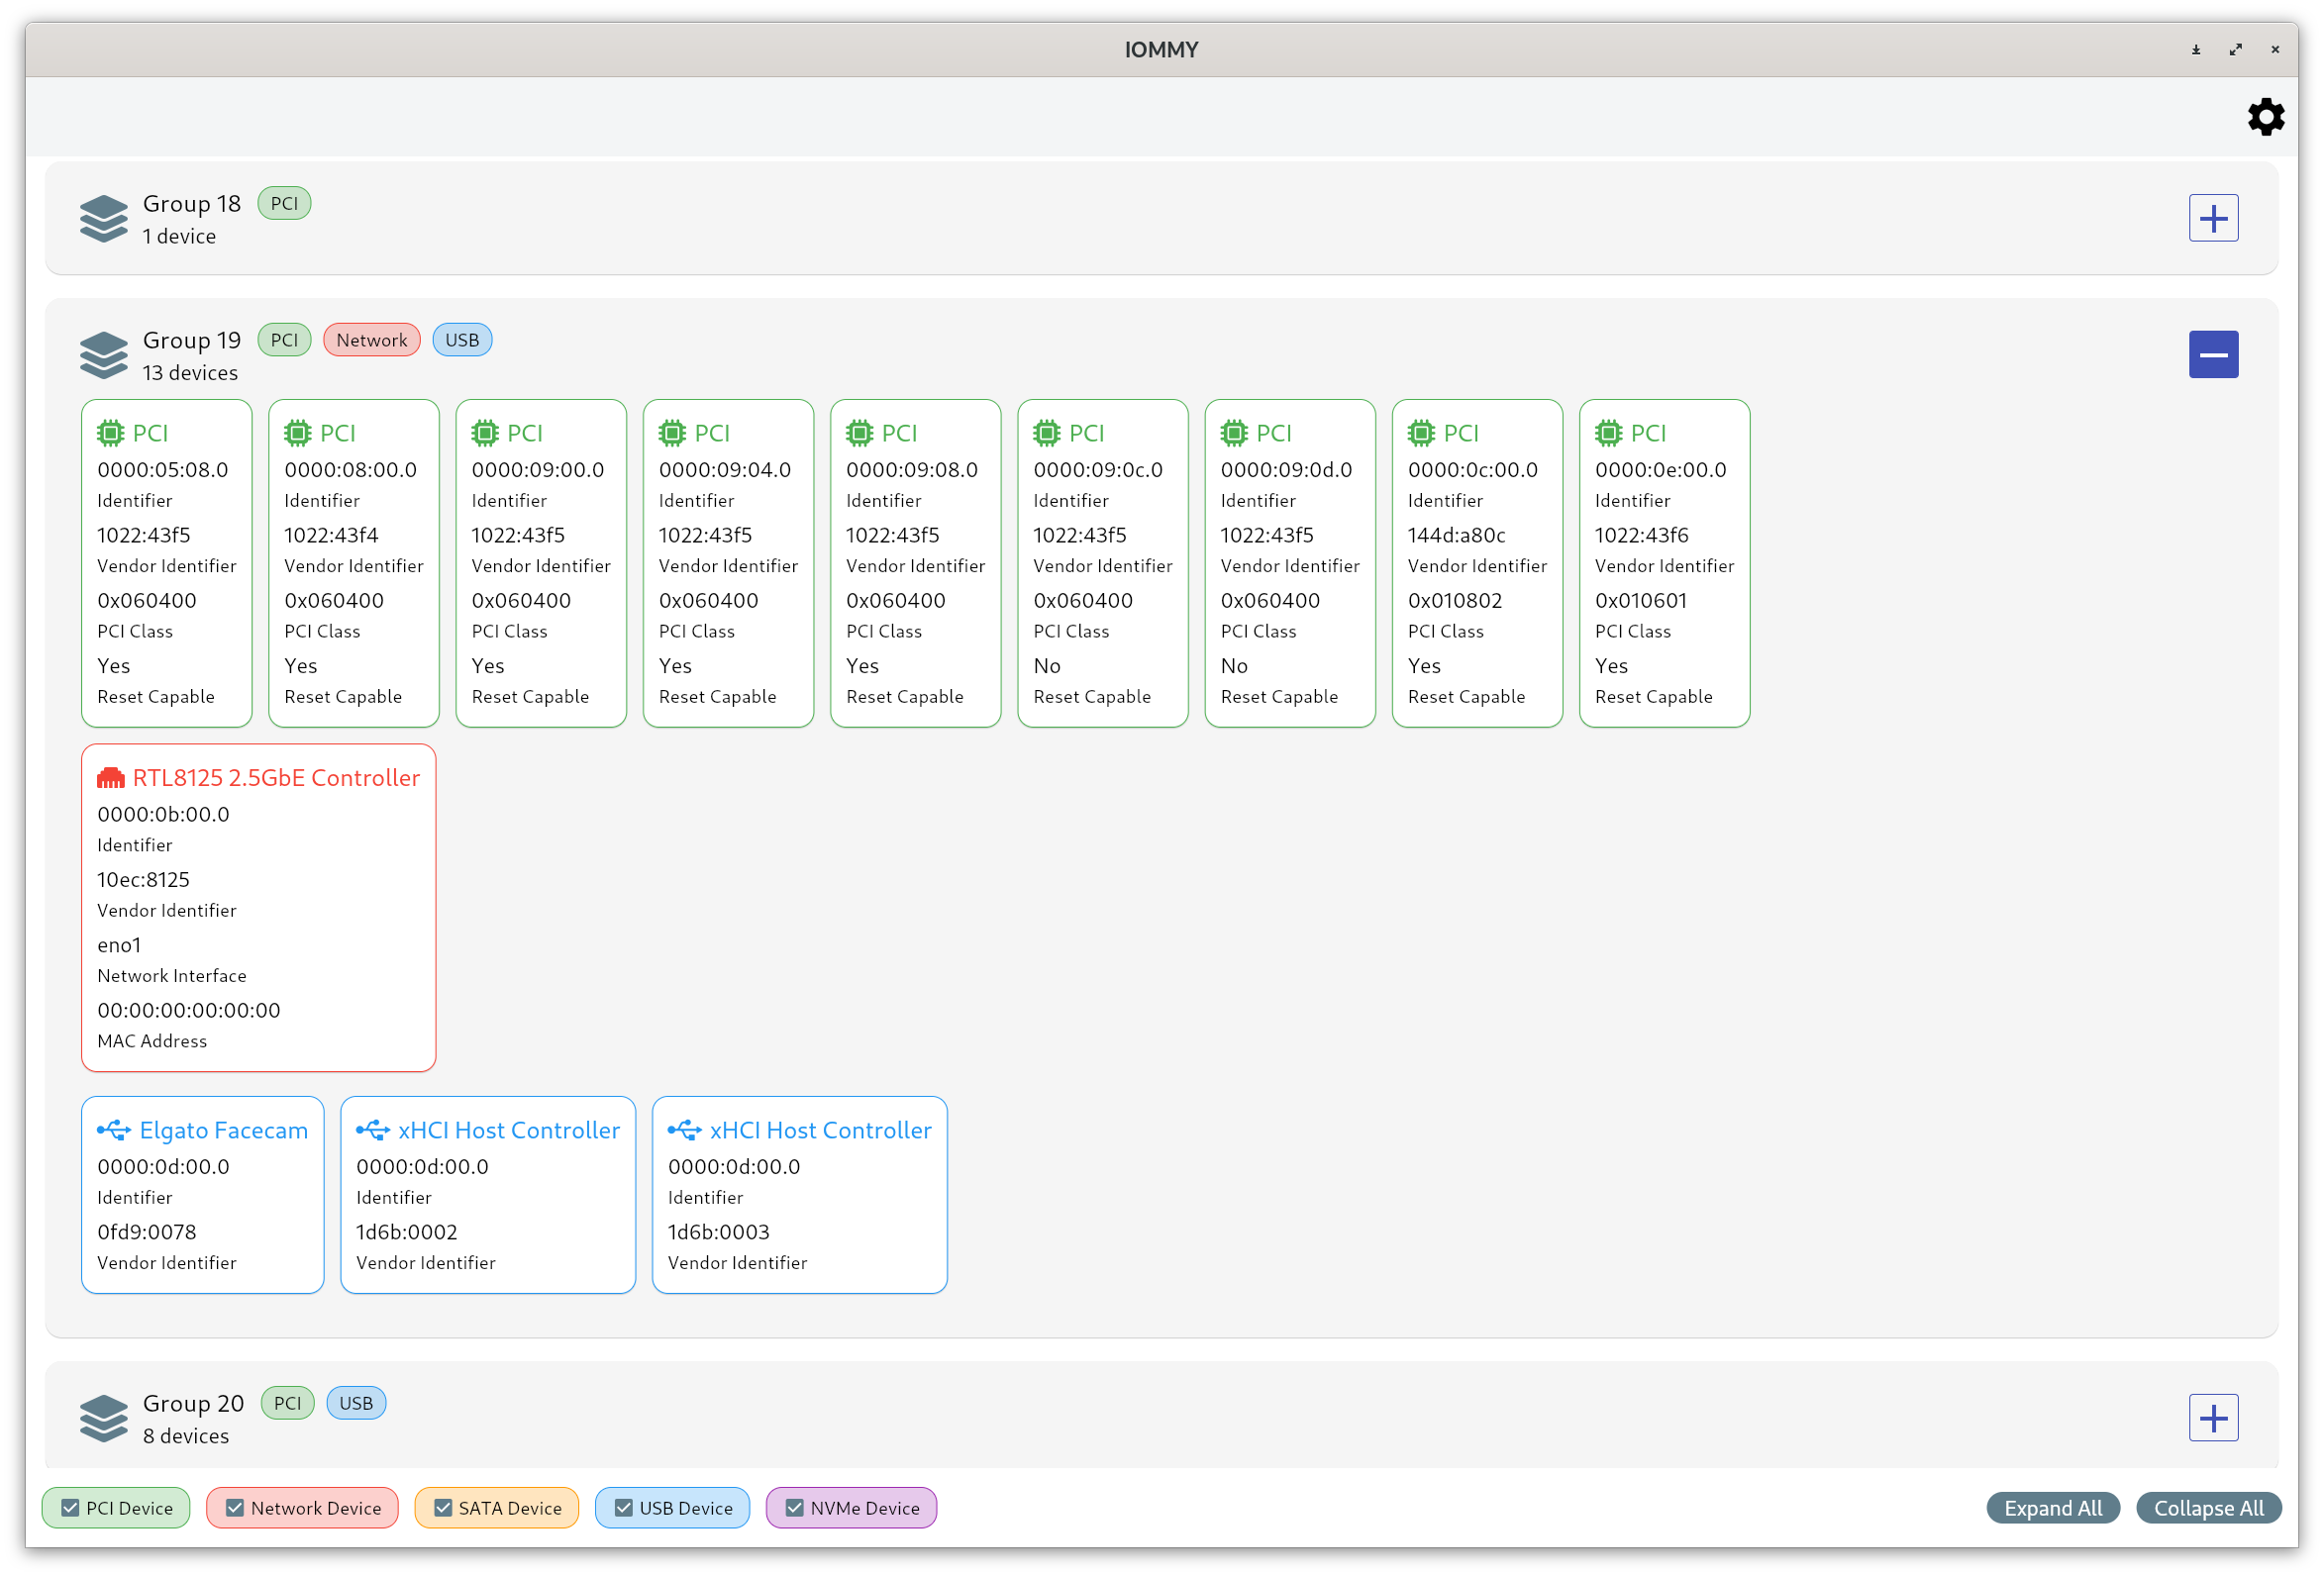 IOMMY
Group 18 PCI
1 device
Group 19 PCI Network USB
13 devices
PCI
0000:05:08.0
Identifier
1022:43f5
Vendor Identifier
0x060400
PCI Class
Yes
Reset Capable
PCI
0000:08:00.0
Identifier
1022:43f4
Vendor Identifier
0x060400
PCI Class
Yes
Reset Capable
PCI
0000:09:00.0
Identifier
1022:43f5
Vendor Identifier
0x060400
PCI Class
Yes
Reset Capable
PCI
0000:09:04.0
Identifier
1022:43f5
Vendor Identifier
0x060400
PCI Class
Yes
Reset Capable
PCI
0000:09:08.0
Identifier
1022:43f5
Vendor Identifier
0x060400
PCI Class
Yes
Reset Capable
PCI
0000:09:0c.0
Identifier
1022:43f5
Vendor Identifier
0x060400
PCI Class
No
Reset Capable
PCI
0000:09:0d.0
Identifier
1022:43f5
Vendor Identifier
0x060400
PCI Class
No
Reset Capable
PCI
0000:0c:00.0
Identifier
144d:a80c
Vendor Identifier
0x010802
PCI Class
Yes
Reset Capable
PCI
0000:0e:00.0
Identifier
1022:43f6
Vendor Identifier
0x010601
PCI Class
Yes
Reset Capable
RTL8125 2.5GbE Controller
0000:0b:00.0
Identifier
10ec:8125
Vendor Identifier
eno1
Network Interface
00:00:00:00:00:00
MAC Address
Elgato Facecam
0000:0d:00.0
Identifier
0fd9:0078
Vendor Identifier
xHCI Host Controller
0000:0d:00.0
Identifier
1d6b:0002
Vendor Identifier
xHCI Host Controller
0000:0d:00.0
Identifier
1d6b:0003
Vendor Identifier
Group 20 PCI USB
8 devices
PCI Device Network Device SATA Device USB Device NVMe Device Expand All Collapse All